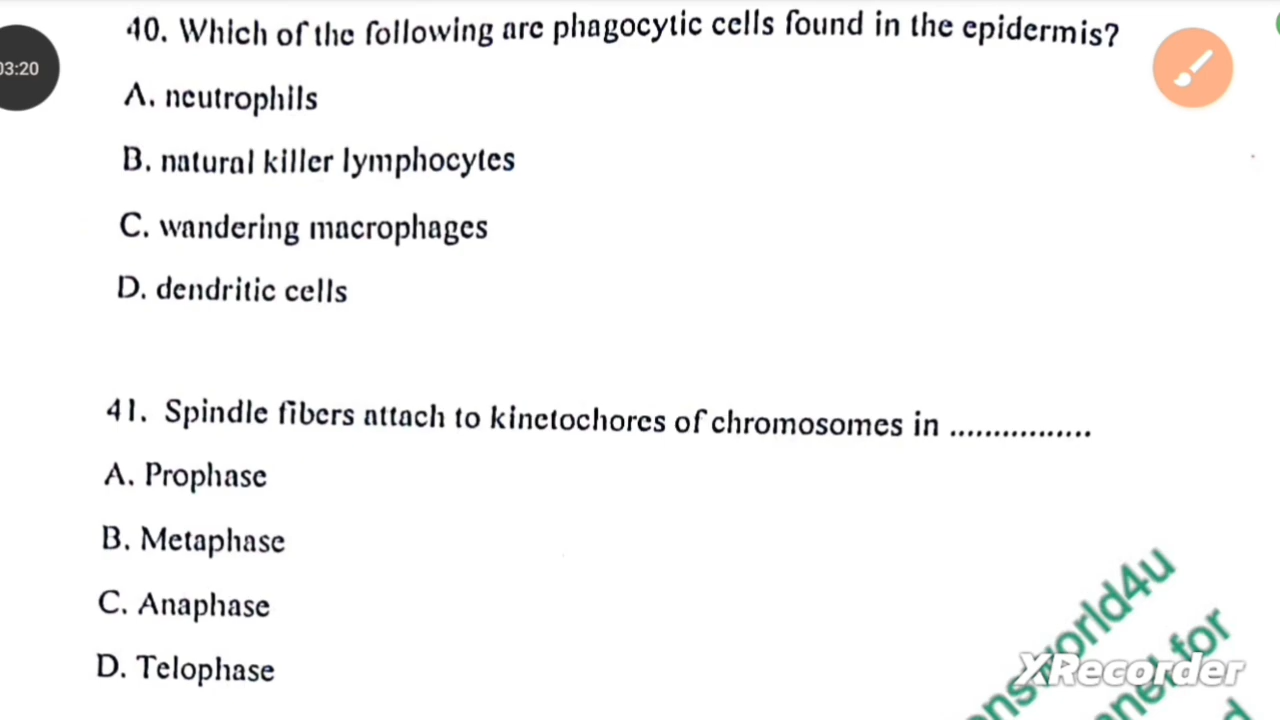 40. Which of the following are phagocytic cells found in the epidermis?
03:20
A. neutrophils
B. natural killer lymphocytes
C. wandering macrophages
D. dendritic cells
41. Spindle fibers attach to kinetochores of chromosomes in ................
A. Prophase
B. Metaphase
C. Anaphase
D. Telophase
XRecorder